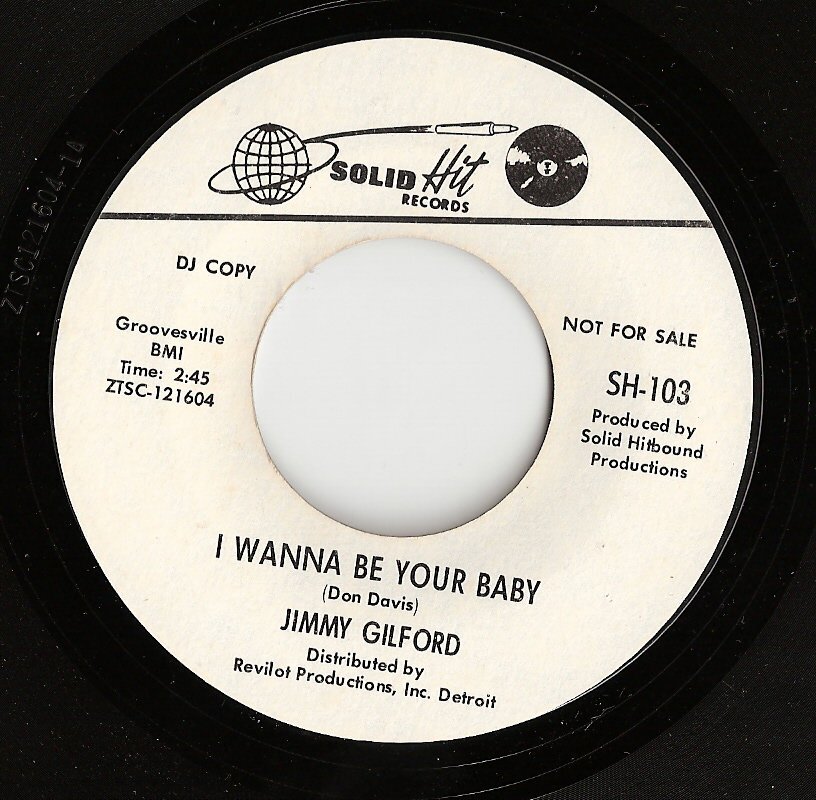 SOLID Hit
RECORDS
DJ COPY
NOT FOR SALE
Groovesville
BMI
Time: 2:45
ZTSC-121604
SH-103
Produced by
Solid Hitbound
Productions
I WANNA BE YOUR BABY
(Don Davis)
JIMMY GILFORD
Distributed by
Revilot Productions, Inc. Detroit
ZTSC121604-1A